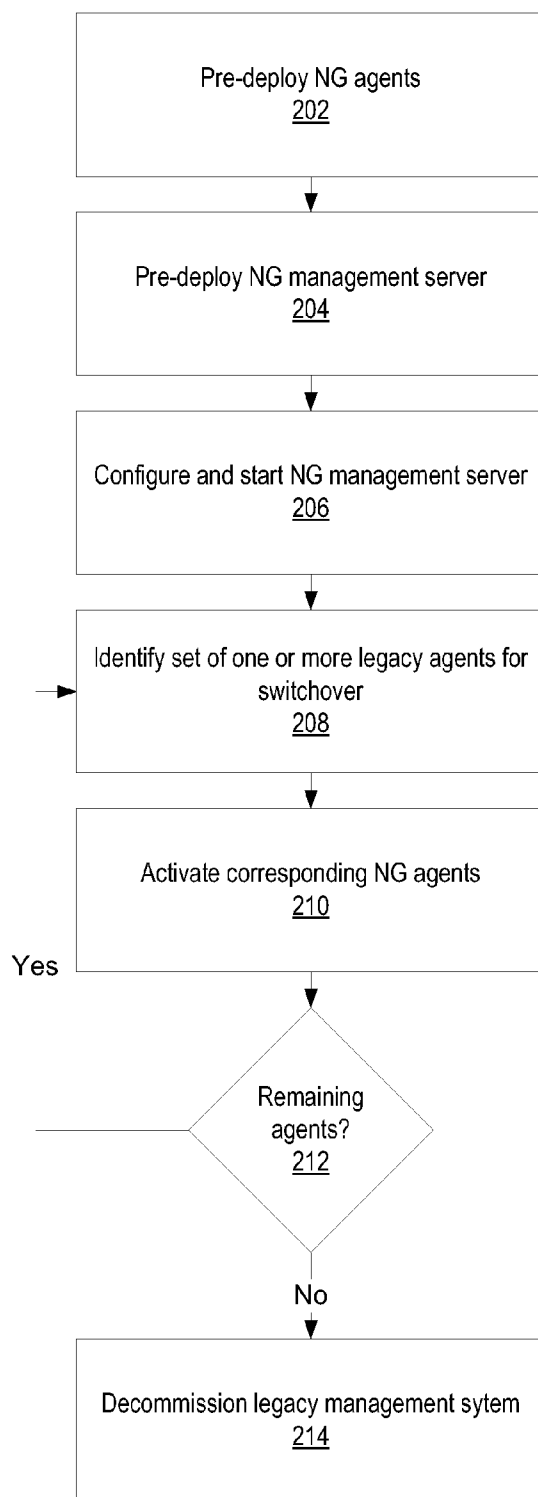 Pre-deploy NG agents
202
Pre-deploy NG management server
204
Configure and start NG management server
206
Identify set of one or more legacy agents for
switchover
208
Activate corresponding NG agents
210
Yes
Remaining
agents?
212
No
Decommission legacy management sytem
214